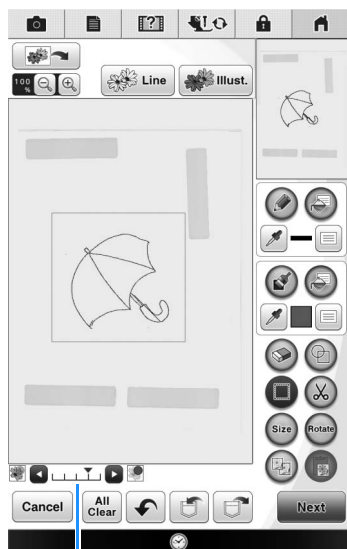 ?
100
%
Line
Illust.
Size
Rotate
Cancel
All
Clear
Next